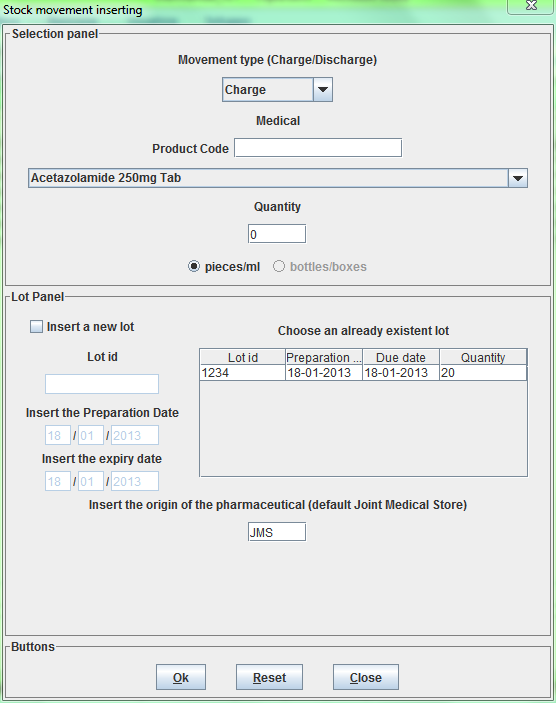 Stock movement inserting
Selection panel
Movement type (Charge/Discharge)
Charge
Medical
Product Code
Acetazolamide 250mg Tab
Quantity
0
pieces/ml bottles/boxes
Lot Panel
Insert a new lot
Lot id
Insert the Preparation Date
18 / 01 / 2013
Insert the expiry date
18 / 01 / 2013
Choose an already existent lot
Lot id Preparation ... Due date Quantity
1234 18-01-2013 18-01-2013 20
Insert the origin of the pharmaceutical (default Joint Medical Store)
JMS
Buttons
Ok Reset Close